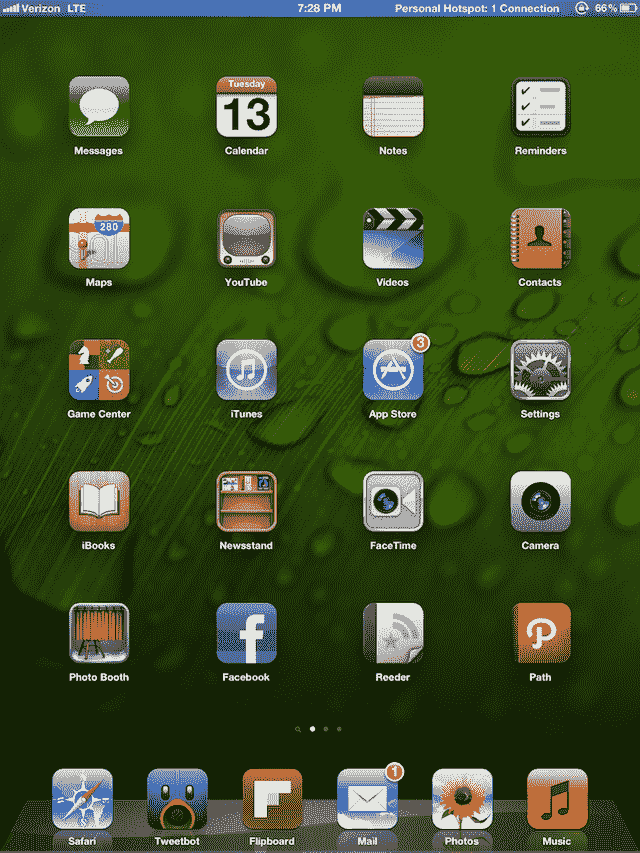 Verizon LTE 7:28 PM Personal Hotspot: 1 Connection 66%
Tuesday
13
Messages Calendar Notes Reminders
280
Maps YouTube Videos Contacts
3
Game Center iTunes App Store Settings
iBooks Newsstand FaceTime Camera
f
Photo Booth Facebook Reeder Path
1
Safari Tweetbot Flipboard Mail Photos Music